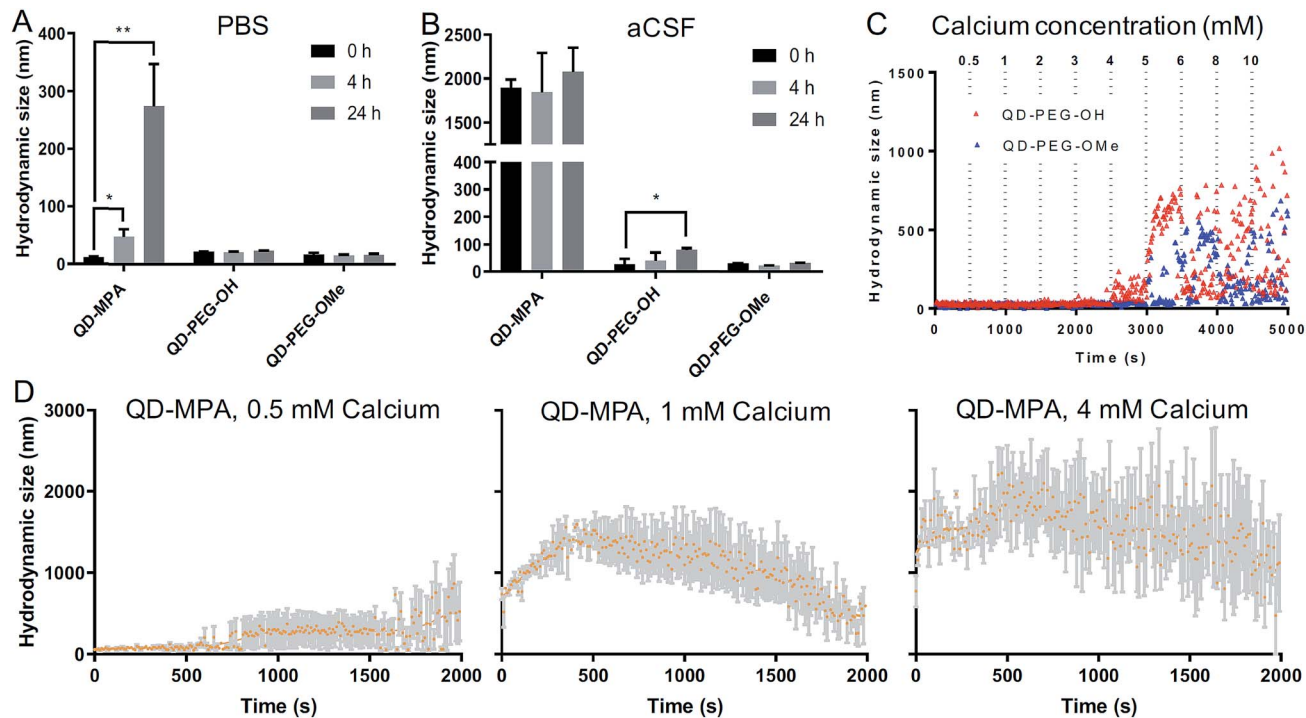 A
PBS
Hydrodynamic size (nm)
400
300
200
100
0
**
*
0 h
4 h
24 h
QD-MPA
QD-PEG-OH
QD-PEG-OMe
B
aCSF
Hydrodynamic size (nm)
2500
2000
1500
400
300
200
100
0
*
0 h
4 h
24 h
QD-MPA
QD-PEG-OH
QD-PEG-OMe
C
Calcium concentration (mM)
0.5 1 2 3 4 5 6 8 10
Hydrodynamic size (nm)
1500
1000
500
0
QD-PEG-OH
QD-PEG-OMe
0 1000 2000 3000 4000 5000
Time (s)
D
QD-MPA, 0.5 mM Calcium
Hydrodynamic size (nm)
3000
2000
1000
0
0 500 1000 1500 2000
Time (s)
QD-MPA, 1 mM Calcium
0 500 1000 1500 2000
Time (s)
QD-MPA, 4 mM Calcium
0 500 1000 1500 2000
Time (s)